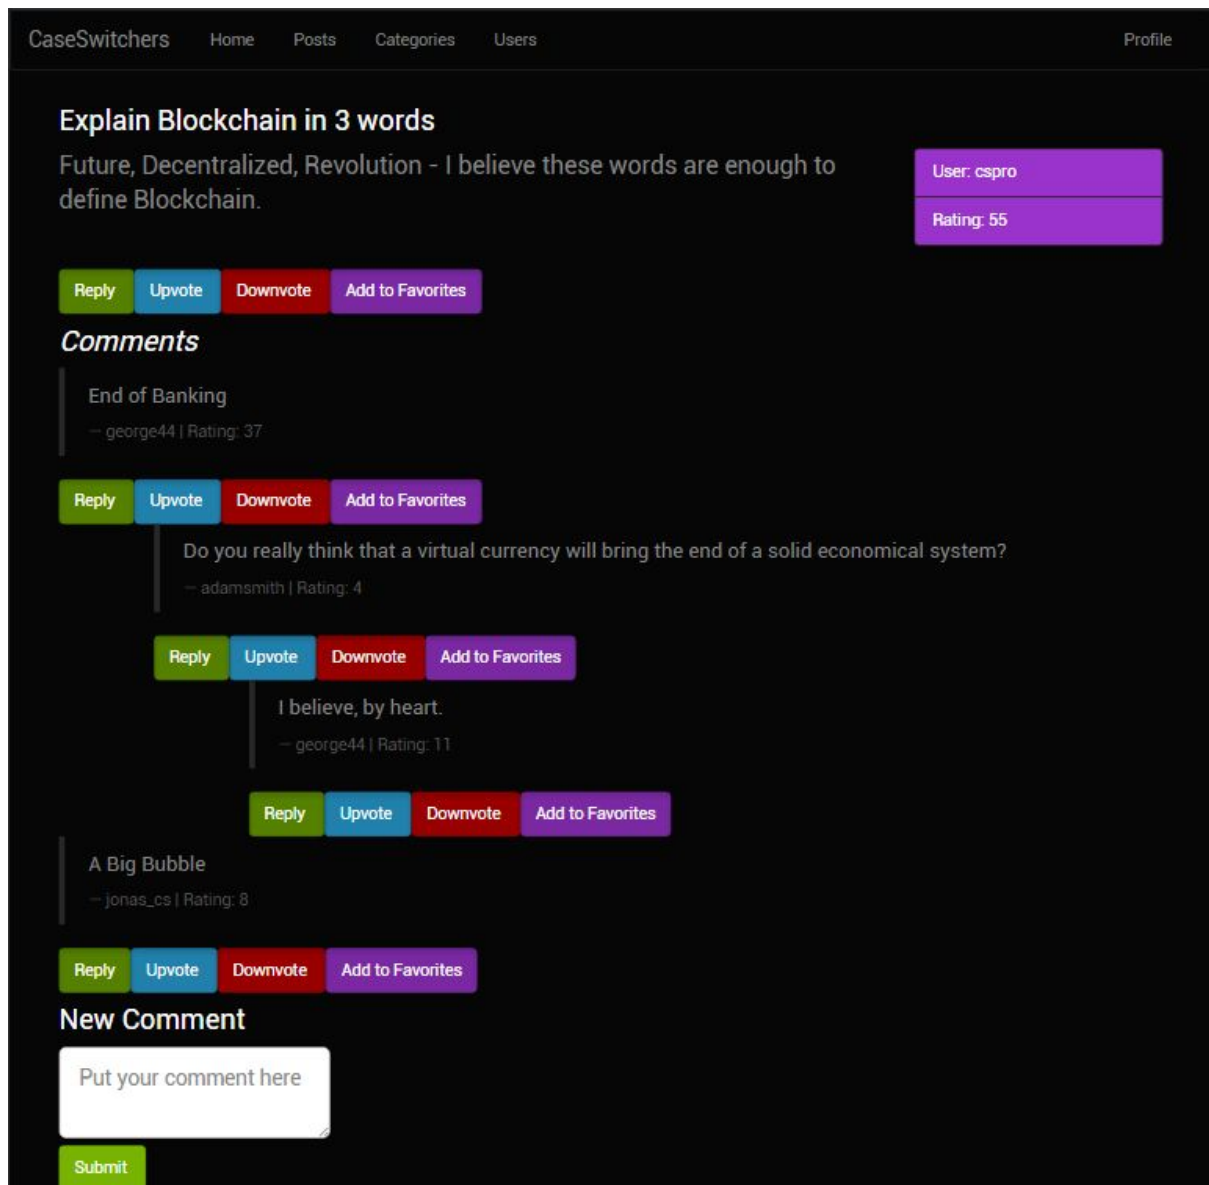 CaseSwitchers Home Posts Categories Users Profile
Explain Blockchain in 3 words
Future, Decentralized, Revolution - I believe these words are enough to
define Blockchain.
User: cspro
Rating: 55
Reply Upvote Downvote Add to Favorites
Comments
End of Banking
— george44 | Rating: 37
Reply Upvote Downvote Add to Favorites
Do you really think that a virtual currency will bring the end of a solid economical system?
— adamsmith | Rating: 4
Reply Upvote Downvote Add to Favorites
I believe, by heart.
— george44 | Rating: 11
Reply Upvote Downvote Add to Favorites
A Big Bubble
— jonas_cs | Rating: 8
Reply Upvote Downvote Add to Favorites
New Comment
Put your comment here
Submit